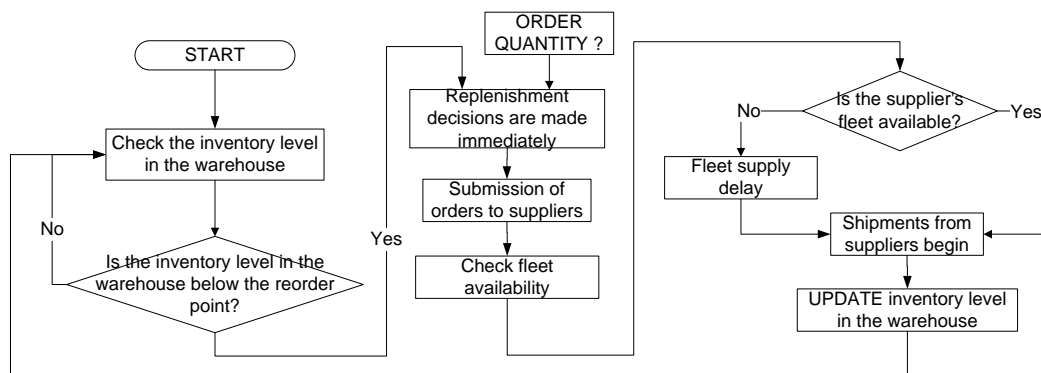 START
Check the inventory level
in the warehouse
No
Is the inventory level in the
warehouse below the reorder
point?
Yes
ORDER
QUANTITY ?
Replenishment
decisions are made
immediately
Submission of
orders to suppliers
Check fleet
availability
Is the supplier's
fleet available?
No
Yes
Fleet supply
delay
Shipments from
suppliers begin
UPDATE inventory level
in the warehouse